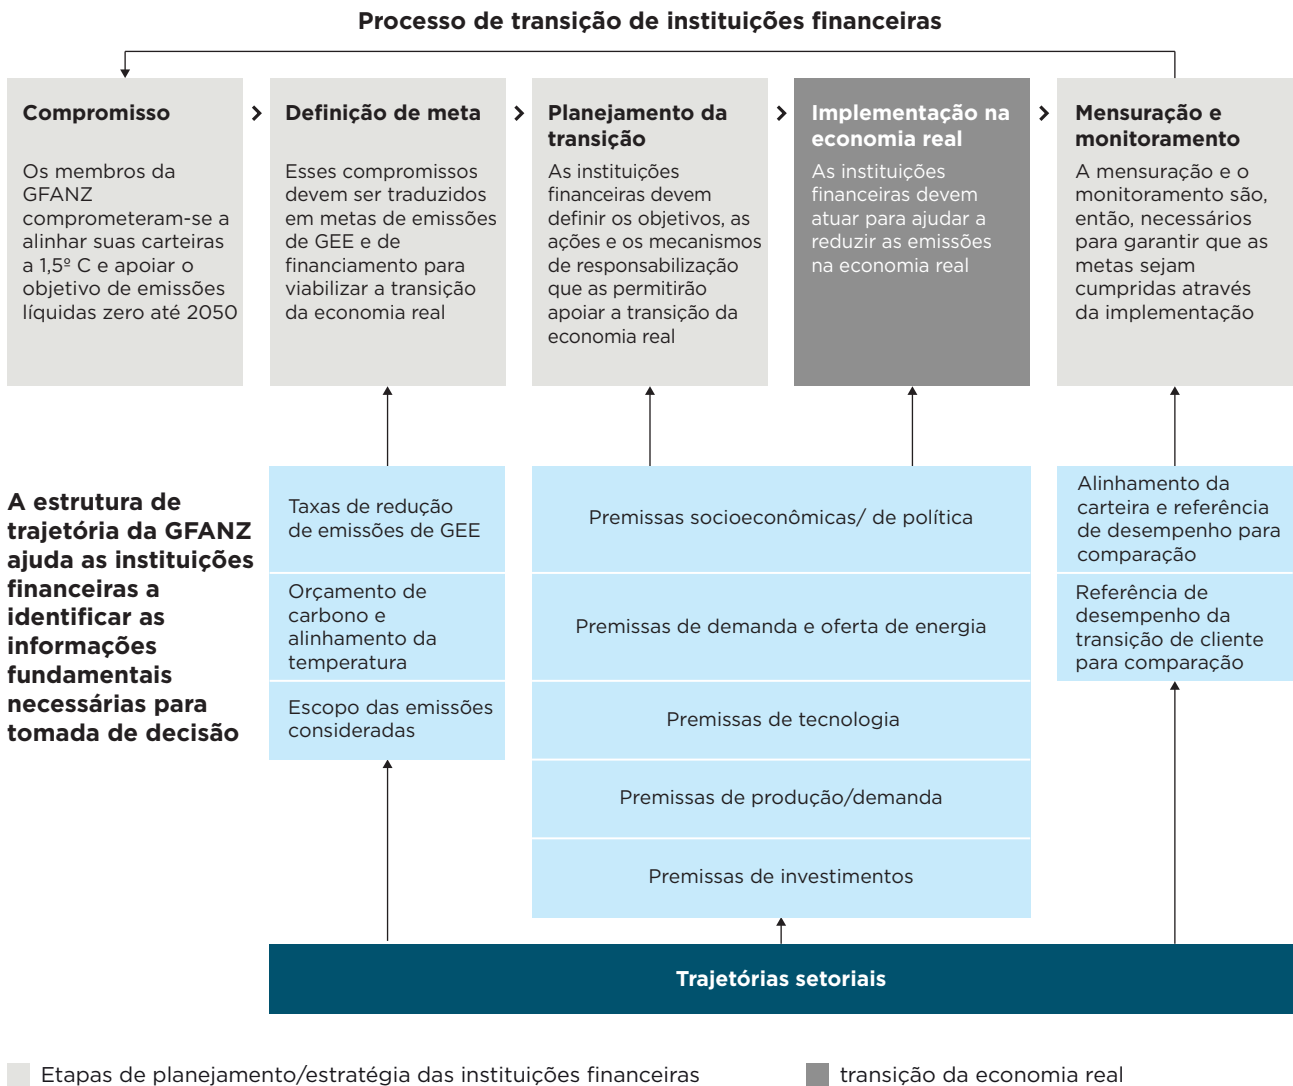 Processo de transição de instituições financeiras
Compromisso
Os membros da
GFANZ
comprometeram-se a
alinhar suas carteiras
a 1,5º C e apoiar o
objetivo de emissões
líquidas zero até 2050
Definição de meta
Esses compromissos
devem ser traduzidos
em metas de emissões
de GEE e de
financiamento para
viabilizar a transição
da economia real
Planejamento da
transição
As instituições
financeiras devem
definir os objetivos, as
ações e os mecanismos
de responsabilização
que as permitirão
apoiar a transição da
economia real
Implementação na
economia real
As instituições
financeiras devem
atuar para ajudar a
reduzir as emissões
na economia real
Mensuração e
monitoramento
A mensuração e o
monitoramento são,
então, necessários
para garantir que as
metas sejam
cumpridas através
da implementação
A estrutura de
trajetória da GFANZ
ajuda as instituições
financeiras a
identificar as
informações
fundamentais
necessárias para
tomada de decisão
Taxas de redução
de emissões de GEE
Orçamento de
carbono e
alinhamento da
temperatura
Escopo das emissões
consideradas
Premissas socioeconômicas/ de política
Premissas de demanda e oferta de energia
Premissas de tecnologia
Premissas de produção/demanda
Premissas de investimentos
Alinhamento da
carteira e referência
de desempenho para
comparação
Referência de
desempenho da
transição de cliente
para comparação
Trajetórias setoriais
Etapas de planejamento/estratégia das instituições financeiras
transição da economia real